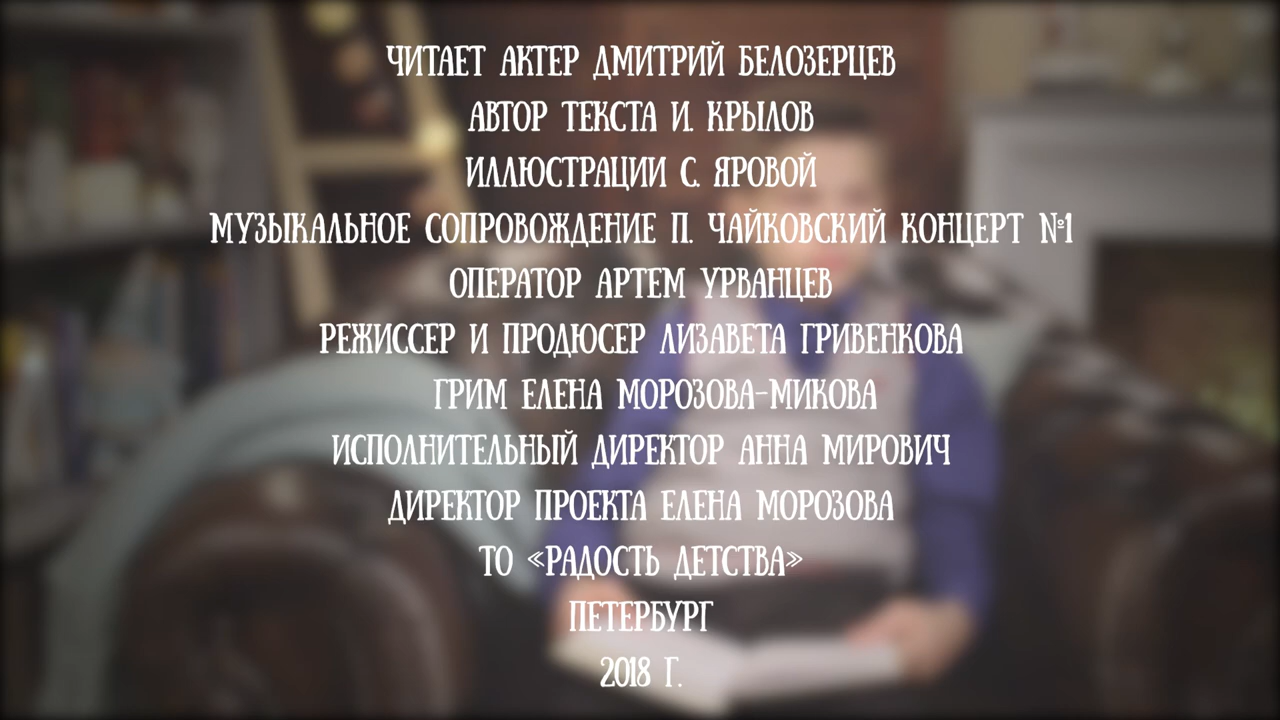 ЧИТАЕТ АКТЕР ДМИТРИЙ БЕЛОЗЕРЦЕВ
АВТОР ТЕКСТА И. КРЫЛОВ
ИЛЛЮСТРАЦИИ С. ЯРОВОЙ
МУЗЫКАЛЬНОЕ СОПРОВОЖДЕНИЕ П. ЧАЙКОВСКИЙ КОНЦЕРТ №1
ОПЕРАТОР АРТЕМ УРВАНЦЕВ
РЕЖИССЕР И ПРОДЮСЕР ЛИЗАВЕТА ГРИВЕНКОВА
ГРИМ ЕЛЕНА МОРОЗОВА-МИКОВА
ИСПОЛНИТЕЛЬНЫЙ ДИРЕКТОР АННА МИРОВИЧ
ДИРЕКТОР ПРОЕКТА ЕЛЕНА МОРОЗОВА
ТО «РАДОСТЬ ДЕТСТВА»
ПЕТЕРБУРГ
2018 Г.